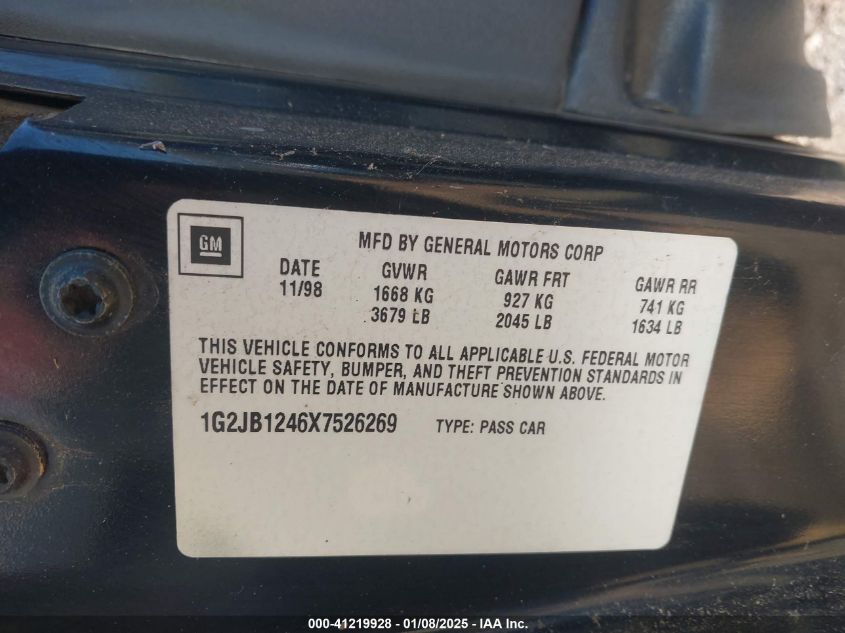 GM
MFD BY GENERAL MOTORS CORP
DATE GVWR GAWR FRT GAWR RR
11/98 1668 KG 927 KG 741 KG
3679 LB 2045 LB 1634 LB
THIS VEHICLE CONFORMS TO ALL APPLICABLE U.S. FEDERAL MOTOR
VEHICLE SAFETY, BUMPER, AND THEFT PREVENTION STANDARDS IN
EFFECT ON THE DATE OF MANUFACTURE SHOWN ABOVE.
1G2JB1246X7526269 TYPE: PASS CAR
000-41219928 - 01/08/2025 - IAA Inc.